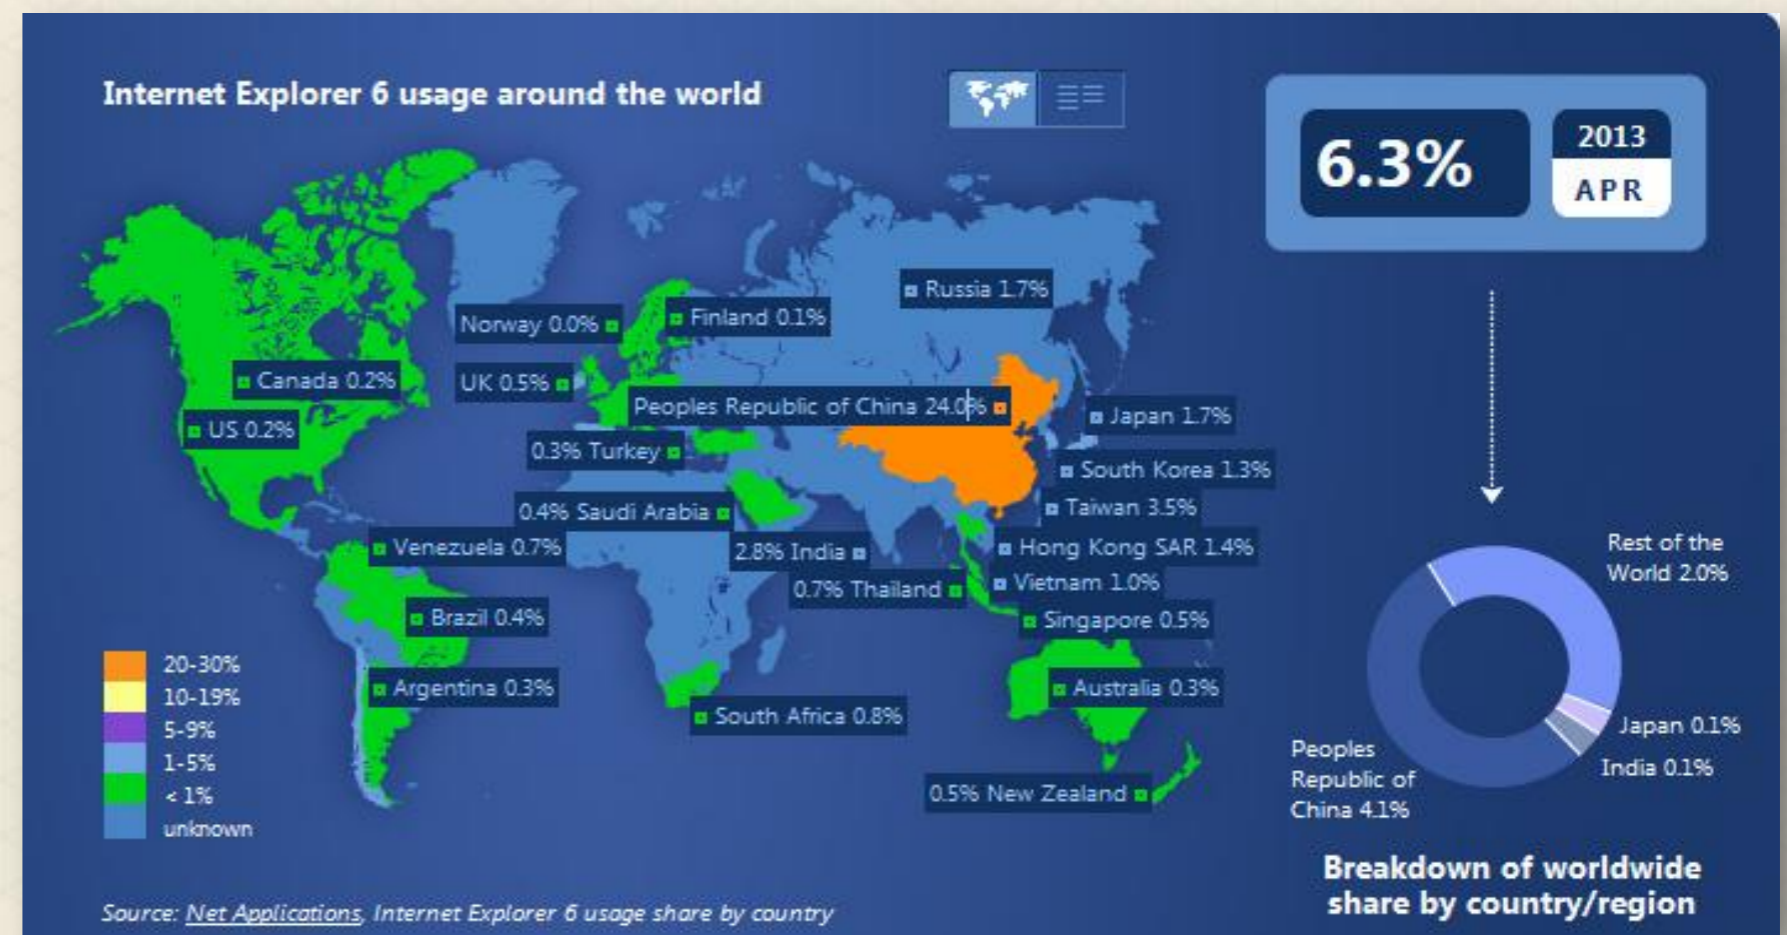 Internet Explorer 6 usage around the world
6.3%
2013
APR
Russia 1.7%
Norway 0.0%
Finland 0.1%
Canada 0.2%
UK 0.5%
Peoples Republic of China 24.0%
Japan 1.7%
US 0.2%
0.3% Turkey
South Korea 1.3%
0.4% Saudi Arabia
Taiwan 3.5%
Venezuela 0.7%
2.8% India
Hong Kong SAR 1.4%
0.7% Thailand
Vietnam 1.0%
Brazil 0.4%
Singapore 0.5%
Argentina 0.3%
Australia 0.3%
South Africa 0.8%
0.5% New Zealand
20-30%
10-19%
5-9%
1-5%
< 1%
unknown
Rest of the
World 2.0%
Japan 0.1%
India 0.1%
Peoples
Republic of
China 4.1%
Breakdown of worldwide
share by country/region
Source: Net Applications, Internet Explorer 6 usage share by country